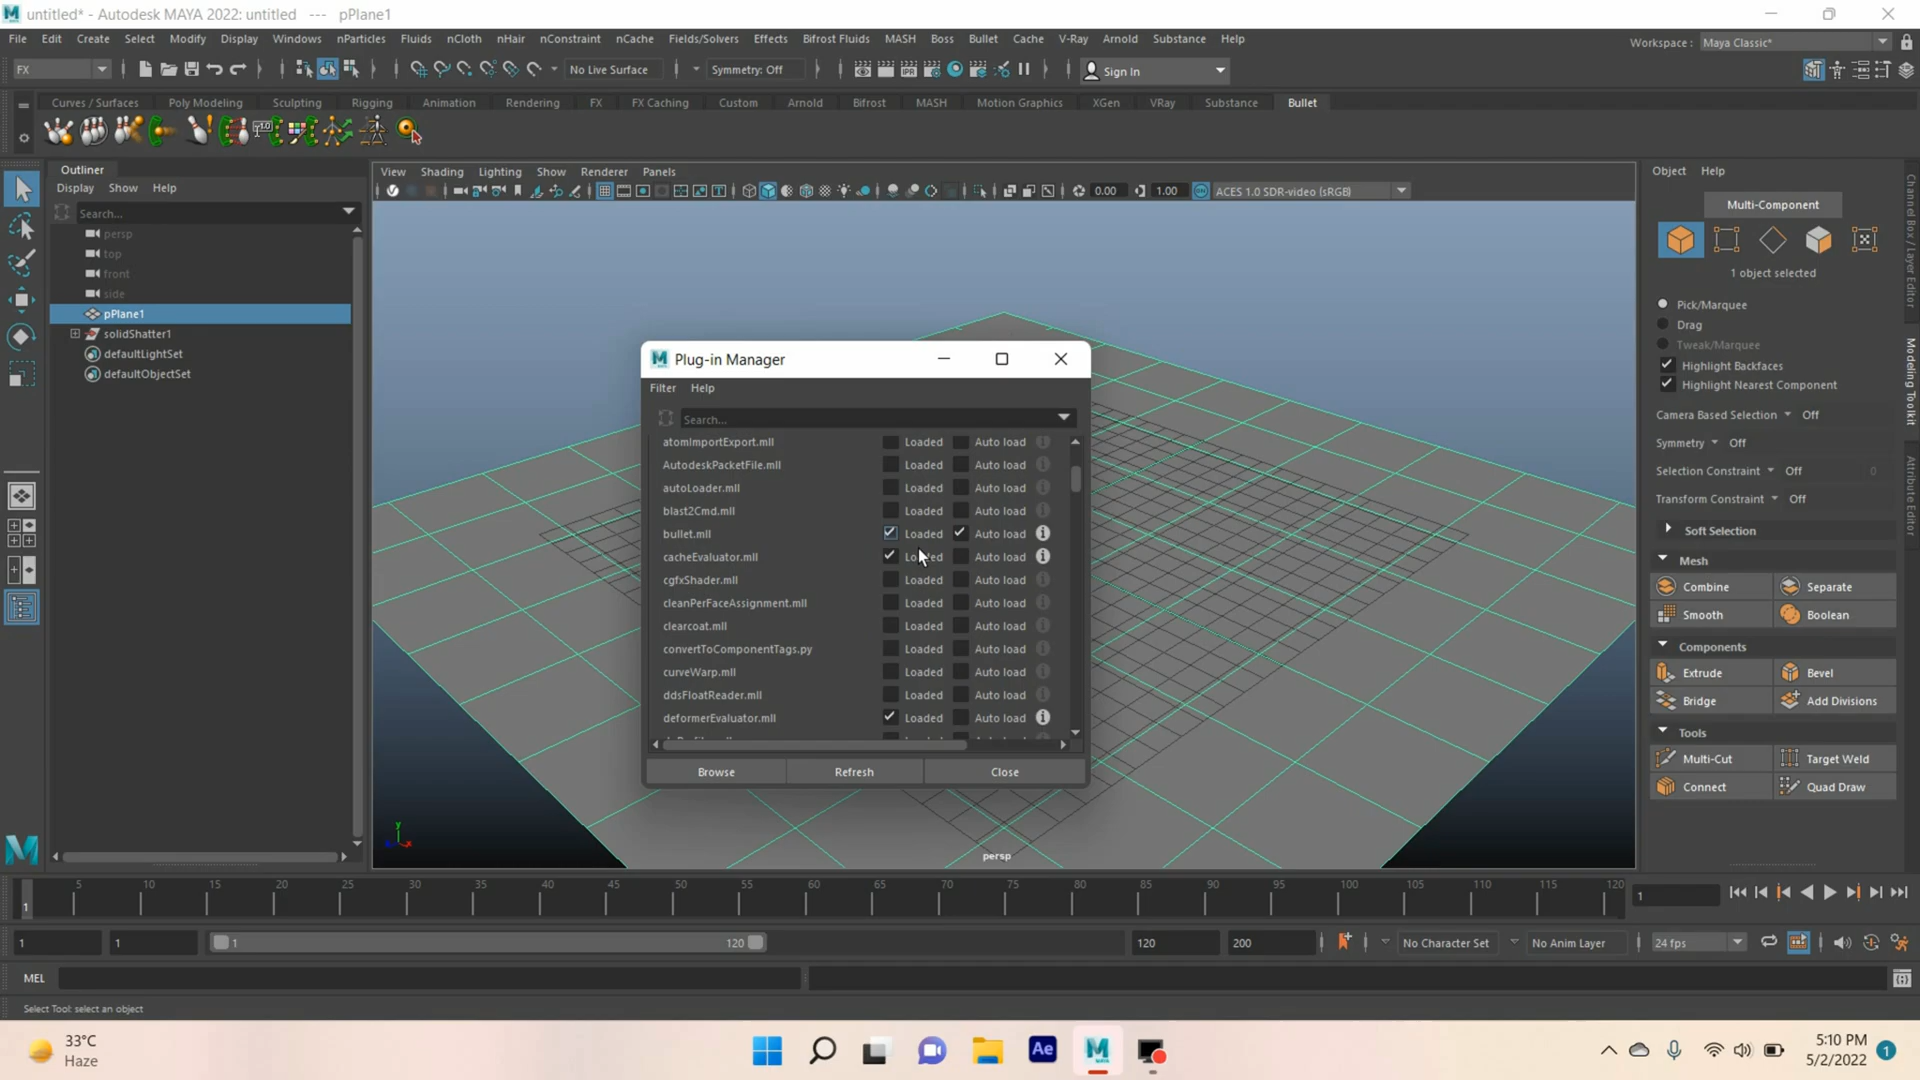 untitled* - Autodesk MAYA 2022: untitled --- pPlane1
File Edit Create Select Modify Display Windows nParticles Fluids nCloth nHair nConstraint nCache Fields/Solvers Effects Bifrost Fluids MASH Boss Bullet Cache V-Ray Arnold Substance Help
Workspace : Maya Classic*
FX No Live Surface Symmetry: Off Sign In
Curves / Surfaces Poly Modeling Sculpting Rigging Animation Rendering FX FX Caching Custom Arnold Bifrost MASH Motion Graphics XGen VRay Substance Bullet
Outliner
Display Show Help
Search...
persp
top
front
side
pPlane1
solidShatter1
defaultLightSet
defaultObjectSet
View Shading Lighting Show Renderer Panels
0.00 1.00 ACES 1.0 SDR-video (sRGB)
Plug-in Manager
Filter Help
Search...
atomImportExport.mll Loaded Auto load
AutodeskPacketFile.mll Loaded Auto load
autoLoader.mll Loaded Auto load
blast2Cmd.mll Loaded Auto load
bullet.mll Loaded Auto load
cacheEvaluator.mll Loaded Auto load
cgfxShader.mll Loaded Auto load
cleanPerFaceAssignment.mll Loaded Auto load
clearcoat.mll Loaded Auto load
convertToComponentTags.py Loaded Auto load
curveWarp.mll Loaded Auto load
ddsFloatReader.mll Loaded Auto load
deformerEvaluator.mll Loaded Auto load
Browse Refresh Close
persp
Object Help
Multi-Component
1 object selected
Pick/Marquee
Drag
Tweak/Marquee
Highlight Backfaces
Highlight Nearest Component
Camera Based Selection Off
Symmetry Off
Selection Constraint Off 0
Transform Constraint Off
Soft Selection
Mesh
Combine Separate
Smooth Boolean
Components
Extrude Bevel
Bridge Add Divisions
Tools
Multi-Cut Target Weld
Connect Quad Draw
Channel Box / Layer Editor
Modeling Toolkit
Attribute Editor
5 10 15 20 25 30 35 40 45 50 55 60 65 70 75 80 85 90 95 100 105 110 115 120
1 1
1 1 1 120 120 200 No Character Set No Anim Layer 24 fps
MEL
Select Tool: select an object
33°C
Haze
Ae
5:10 PM
5/2/2022
1